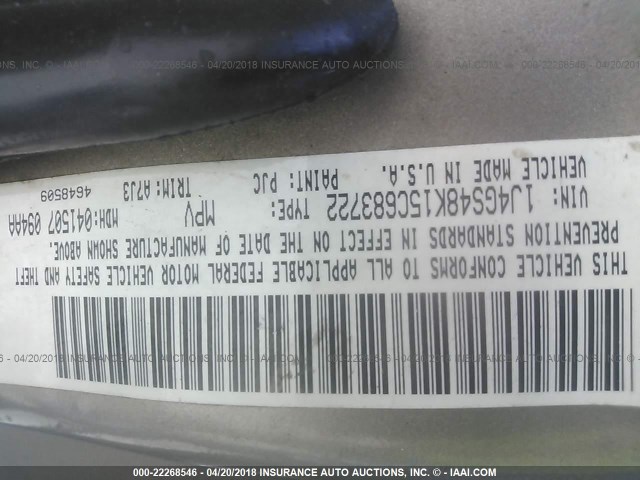 THIS VEHICLE CONFORMS TO ALL APPLICABLE FEDERAL MOTOR VEHICLE SAFETY AND THEFT
PREVENTION STANDARDS IN EFFECT ON THE DATE OF MANUFACTURE SHOWN ABOVE.
VIN: 1J4GS48K15C683722 TYPE: MPV MDH:041507 094AA
VEHICLE MADE IN U.S.A. PAINT: PJC TRIM: A7J3 4648509
000-22268546 - 04/20/2018 INSURANCE AUTO AUCTIONS, INC. - © IAAI.COM